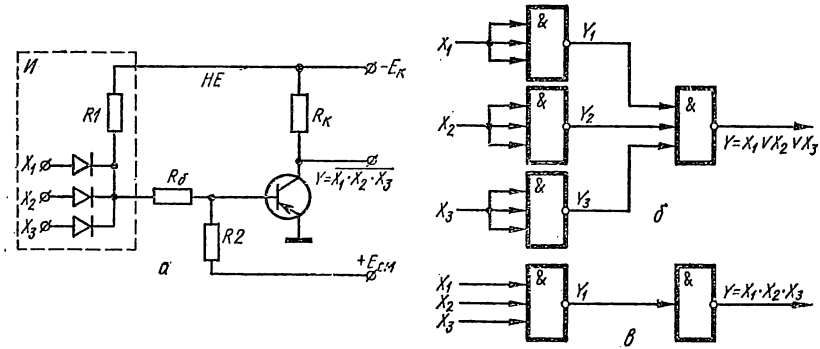 И
НЕ
-Eк
R1
Rк
X1
X2
X3
Y=\overline{X1·X2·X3}
Rб
R2
+Eсм
а
X1
&
Y1
X2
&
Y2
X3
&
Y3
&
Y=X1 V X2 V X3
б
X1
X2
X3
&
Y1
&
Y=X1·X2·X3
в